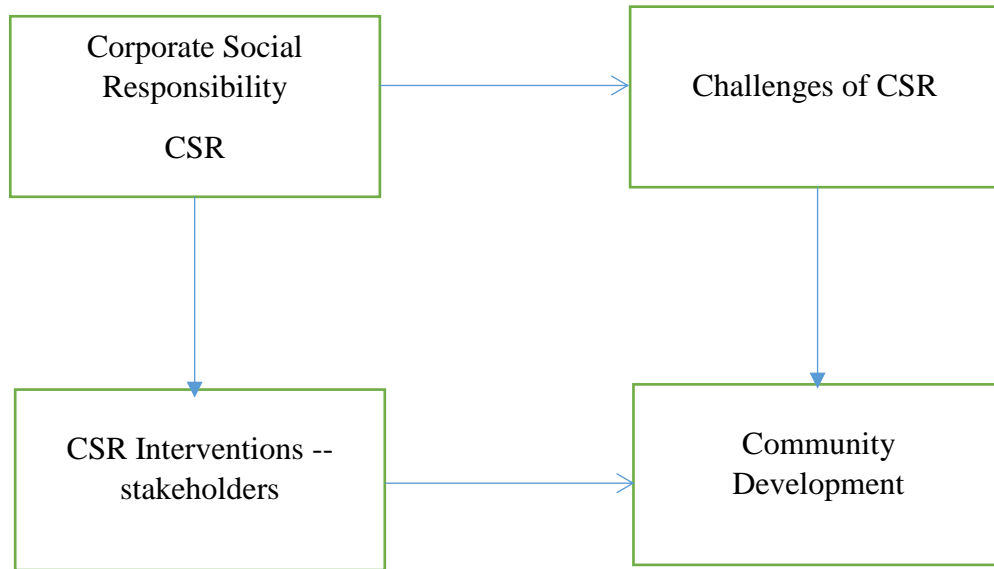 Corporate Social
Responsibility
CSR
Challenges of CSR
CSR Interventions --
stakeholders
Community
Development